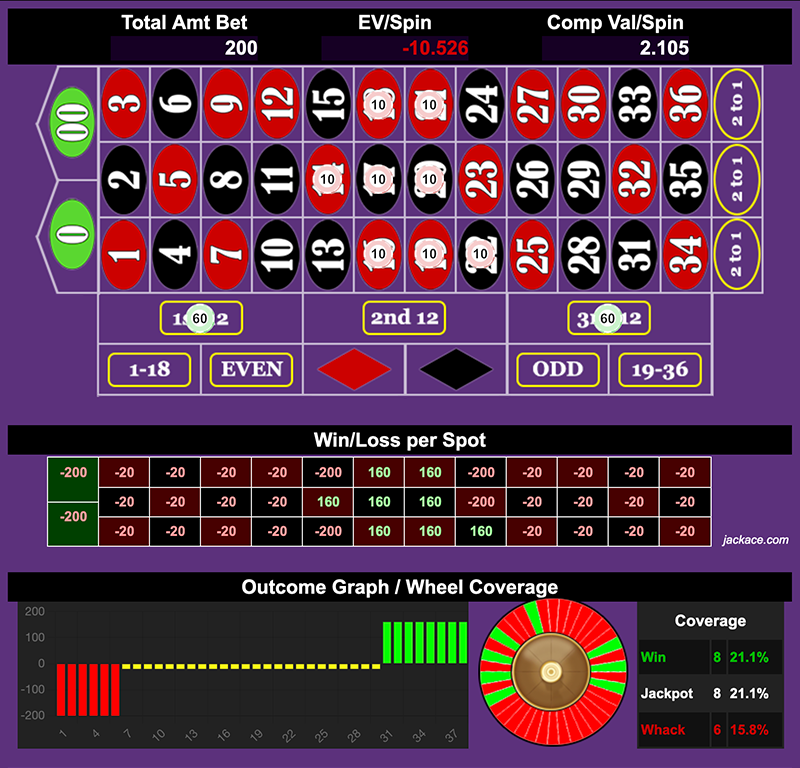 Total Amt Bet EV/Spin Comp Val/Spin
200 -10.526 2.105
00 3 6 9 12 15 10 10 24 27 30 33 36 2 to 1
2 5 8 11 10 10 10 23 26 29 32 35 2 to 1
0 1 4 7 10 13 10 10 10 25 28 31 34 2 to 1
60 2nd 12 60
1-18 EVEN ODD 19-36
Win/Loss per Spot
-200 -20 -20 -20 -20 -200 160 160 -200 -20 -20 -20 -20
-20 -20 -20 -20 160 160 160 -200 -20 -20 -20 -20
-200 -20 -20 -20 -20 -200 160 160 160 -20 -20 -20 -20
jackace.com
Outcome Graph / Wheel Coverage
200
100
0
-100
-200
1 4 7 10 13 16 19 22 25 28 31 34 37
Coverage
Win 8 21.1%
Jackpot 8 21.1%
Whack 6 15.8%